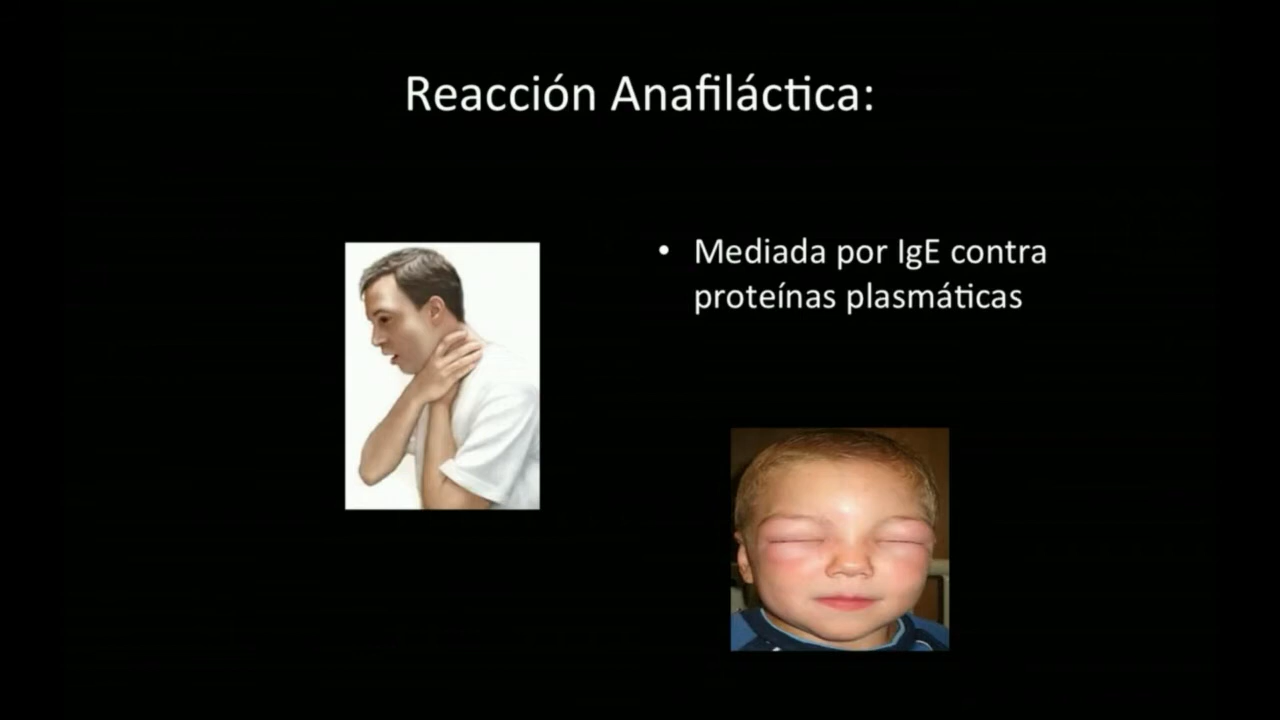 Reacción Anafiláctica:
• Mediada por IgE contra
proteínas plasmáticas